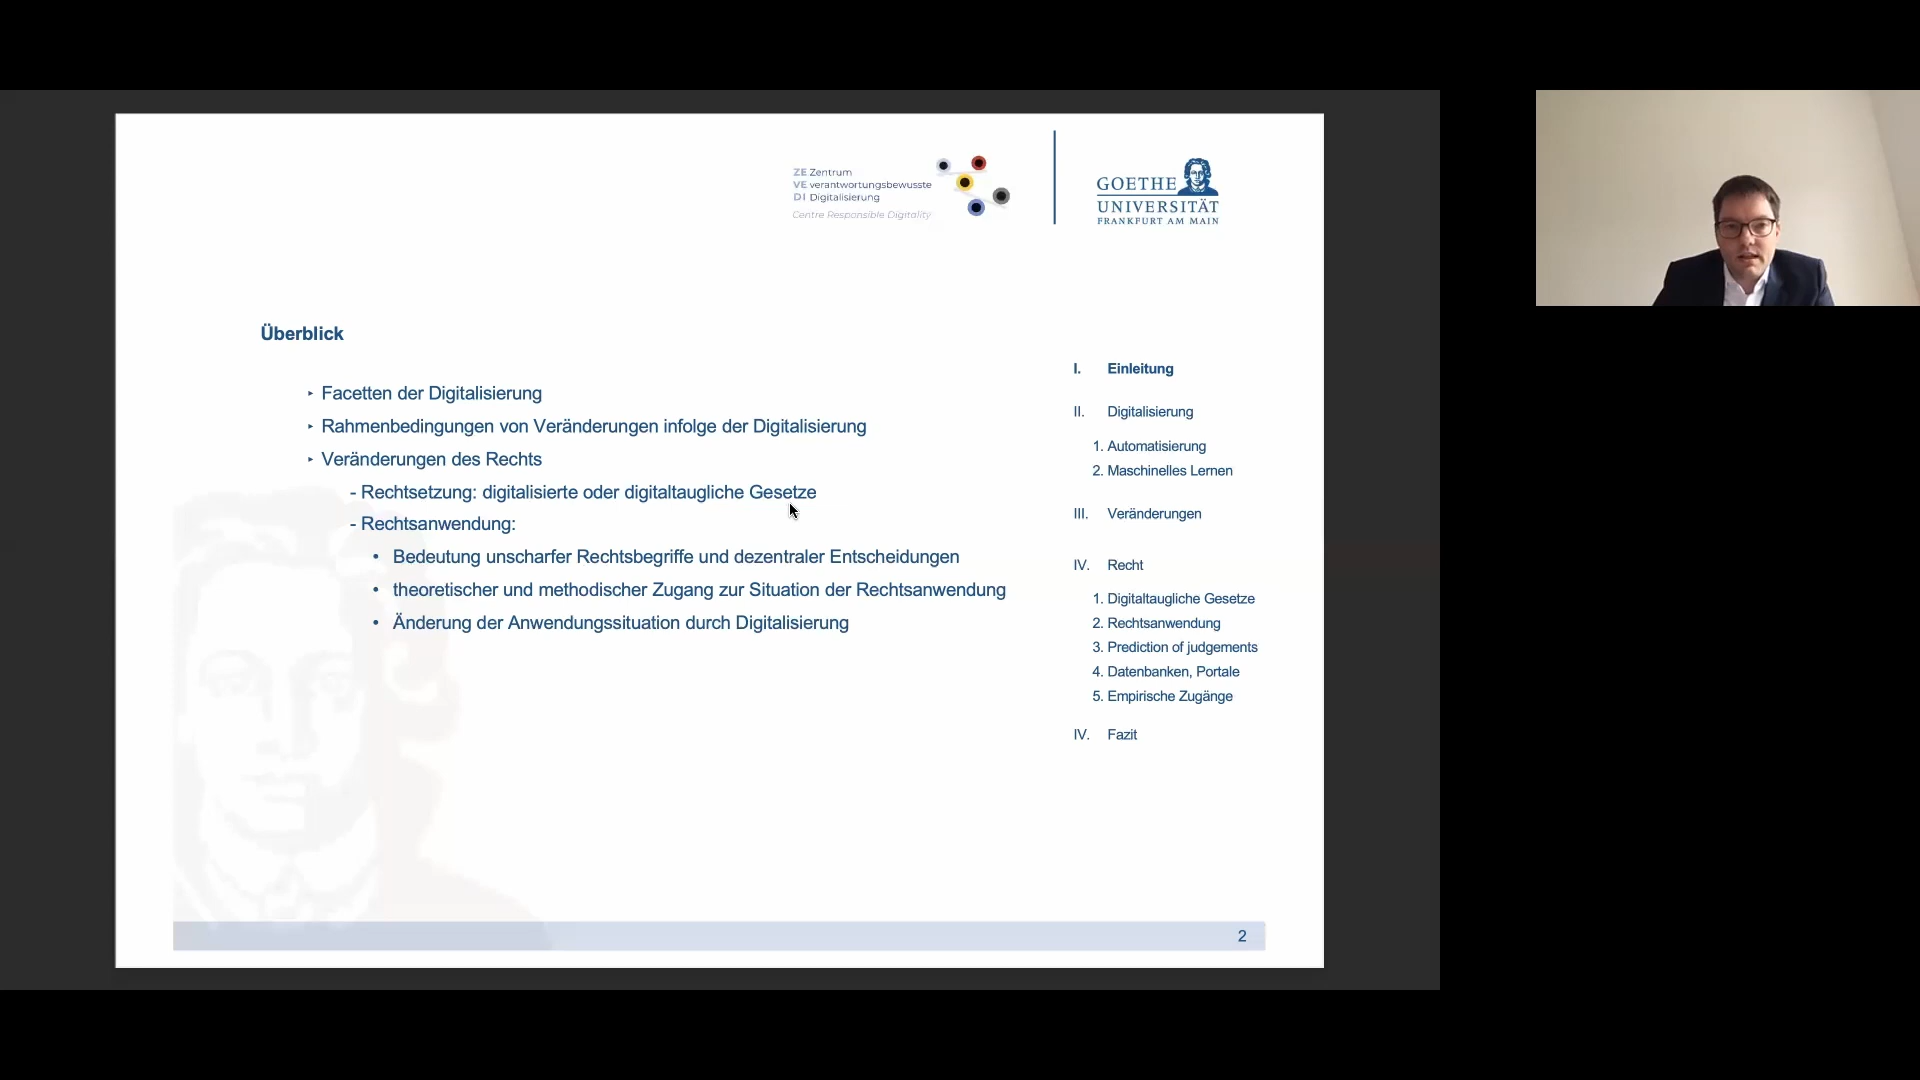 ZE Zentrum
VE verantwortungsbewusste
DI Digitalisierung
Centre Responsible Digitality
GOETHE
UNIVERSITÄT
FRANKFURT AM MAIN
Überblick
‣ Facetten der Digitalisierung
‣ Rahmenbedingungen von Veränderungen infolge der Digitalisierung
‣ Veränderungen des Rechts
- Rechtsetzung: digitalisierte oder digitaltaugliche Gesetze
- Rechtsanwendung:
• Bedeutung unscharfer Rechtsbegriffe und dezentraler Entscheidungen
• theoretischer und methodischer Zugang zur Situation der Rechtsanwendung
• Änderung der Anwendungssituation durch Digitalisierung
I. Einleitung
II. Digitalisierung
1. Automatisierung
2. Maschinelles Lernen
III. Veränderungen
IV. Recht
1. Digitaltaugliche Gesetze
2. Rechtsanwendung
3. Prediction of judgements
4. Datenbanken, Portale
5. Empirische Zugänge
IV. Fazit
2